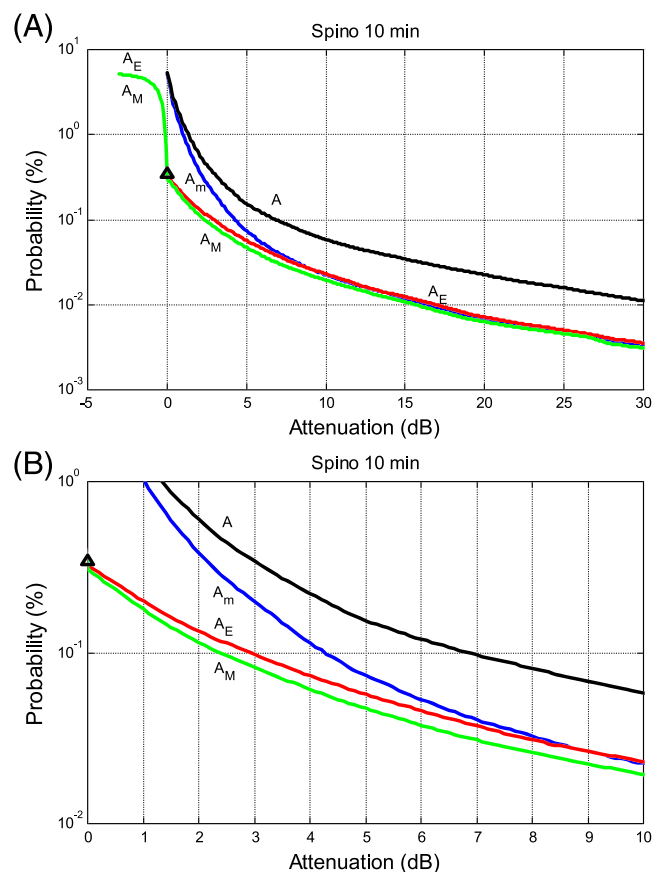 (A)
Spino 10 min
10^1
10^0
10^-1
10^-2
10^-3
Probability (%)
A_E
A_M
A_m
A
A_M
A_E
-5 0 5 10 15 20 25 30
Attenuation (dB)
(B)
Spino 10 min
10^0
10^-1
10^-2
Probability (%)
A
A_m
A_E
A_M
0 1 2 3 4 5 6 7 8 9 10
Attenuation (dB)